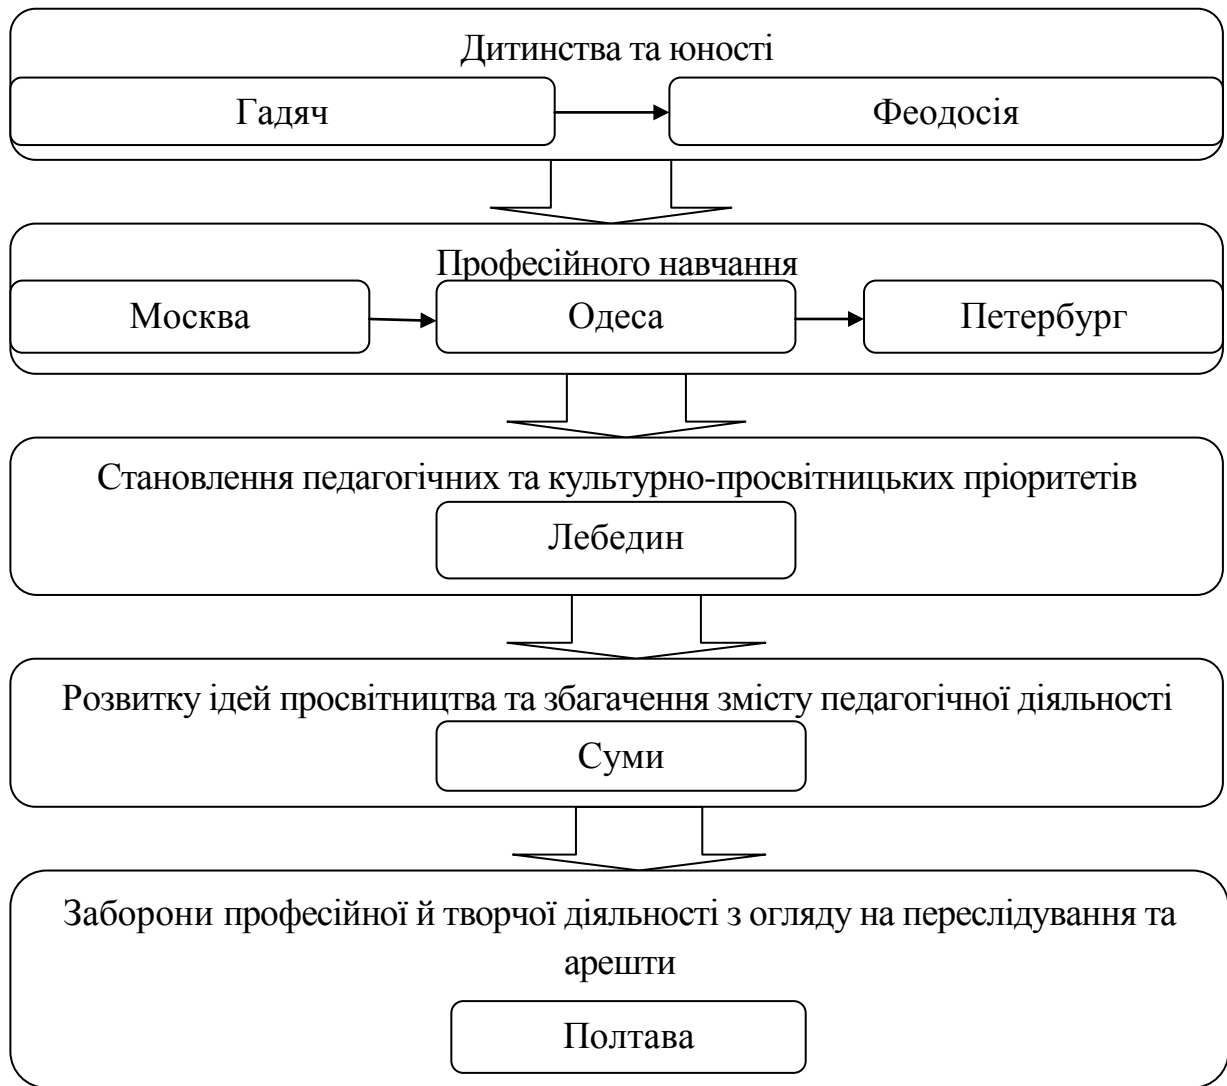 Дитинства та юності
Гадяч
Феодосія
Професійного навчання
Москва
Одеса
Петербург
Становлення педагогічних та культурно-просвітницьких пріоритетів
Лебедин
Розвитку ідей просвітництва та збагачення змісту педагогічної діяльності
Суми
Заборони професійної й творчої діяльності з огляду на переслідування та
арешти
Полтава